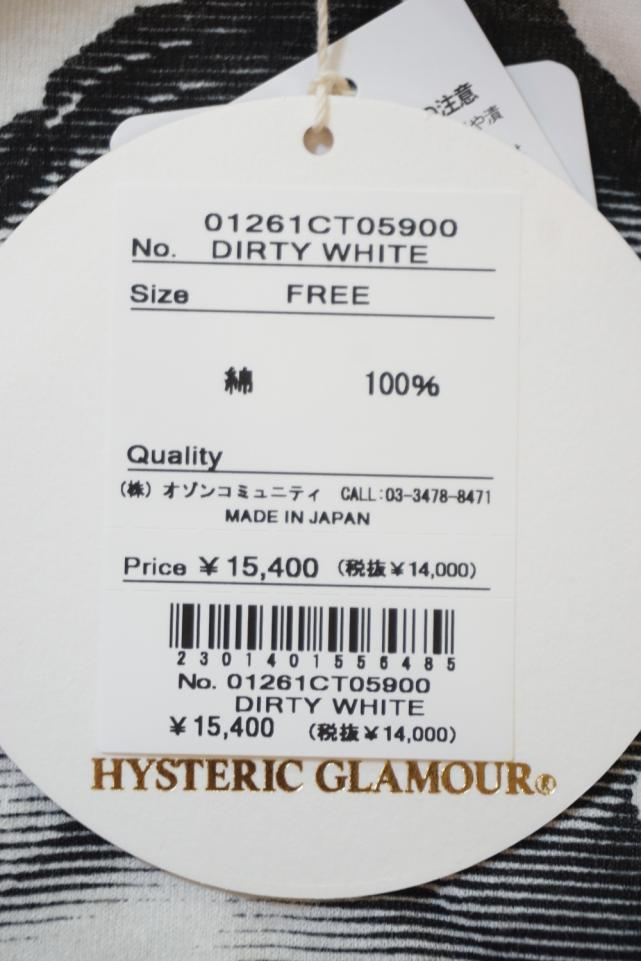 の注意
や漬
01261CT05900
No. DIRTY WHITE
Size FREE
綿 100%
Quality
(株) オゾンコミュニティ CALL:03-3478-8471
MADE IN JAPAN
Price ¥15,400 (税抜¥14,000)
2301401556485
No. 01261CT05900
DIRTY WHITE
¥15,400 (税抜¥14,000)
HYSTERIC GLAMOUR®